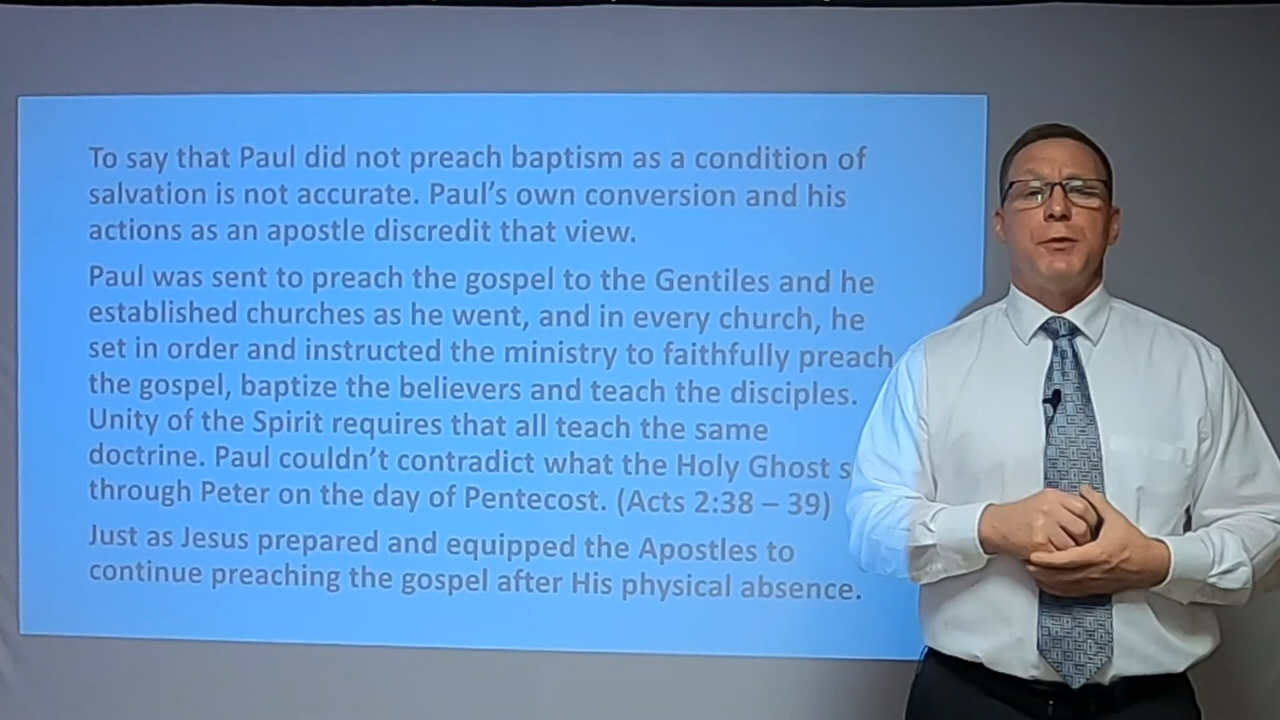 To say that Paul did not preach baptism as a condition of
salvation is not accurate. Paul's own conversion and his
actions as an apostle discredit that view.
Paul was sent to preach the gospel to the Gentiles and he
established churches as he went, and in every church, he
set in order and instructed the ministry to faithfully preach
the gospel, baptize the believers and teach the disciples.
Unity of the Spirit requires that all teach the same
doctrine. Paul couldn't contradict what the Holy Ghost
through Peter on the day of Pentecost. (Acts 2:38 – 39)
Just as Jesus prepared and equipped the Apostles to
continue preaching the gospel after His physical absence.